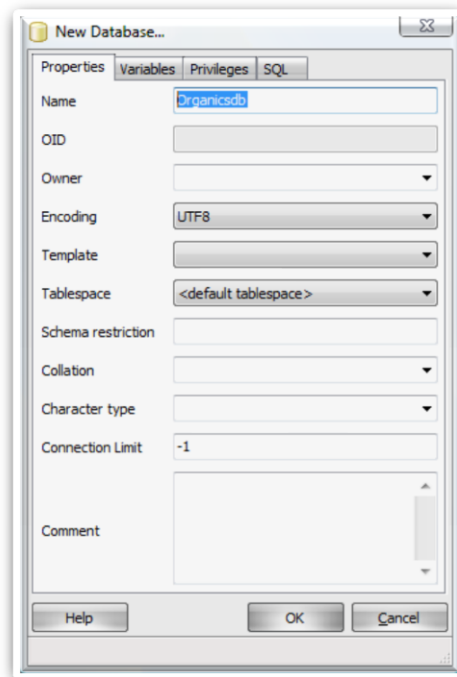 New Database...
Properties Variables Privileges SQL
Name Organicsdb
OID
Owner
Encoding UTF8
Template
Tablespace <default tablespace>
Schema restriction
Collation
Character type
Connection Limit -1
Comment
Help OK Cancel